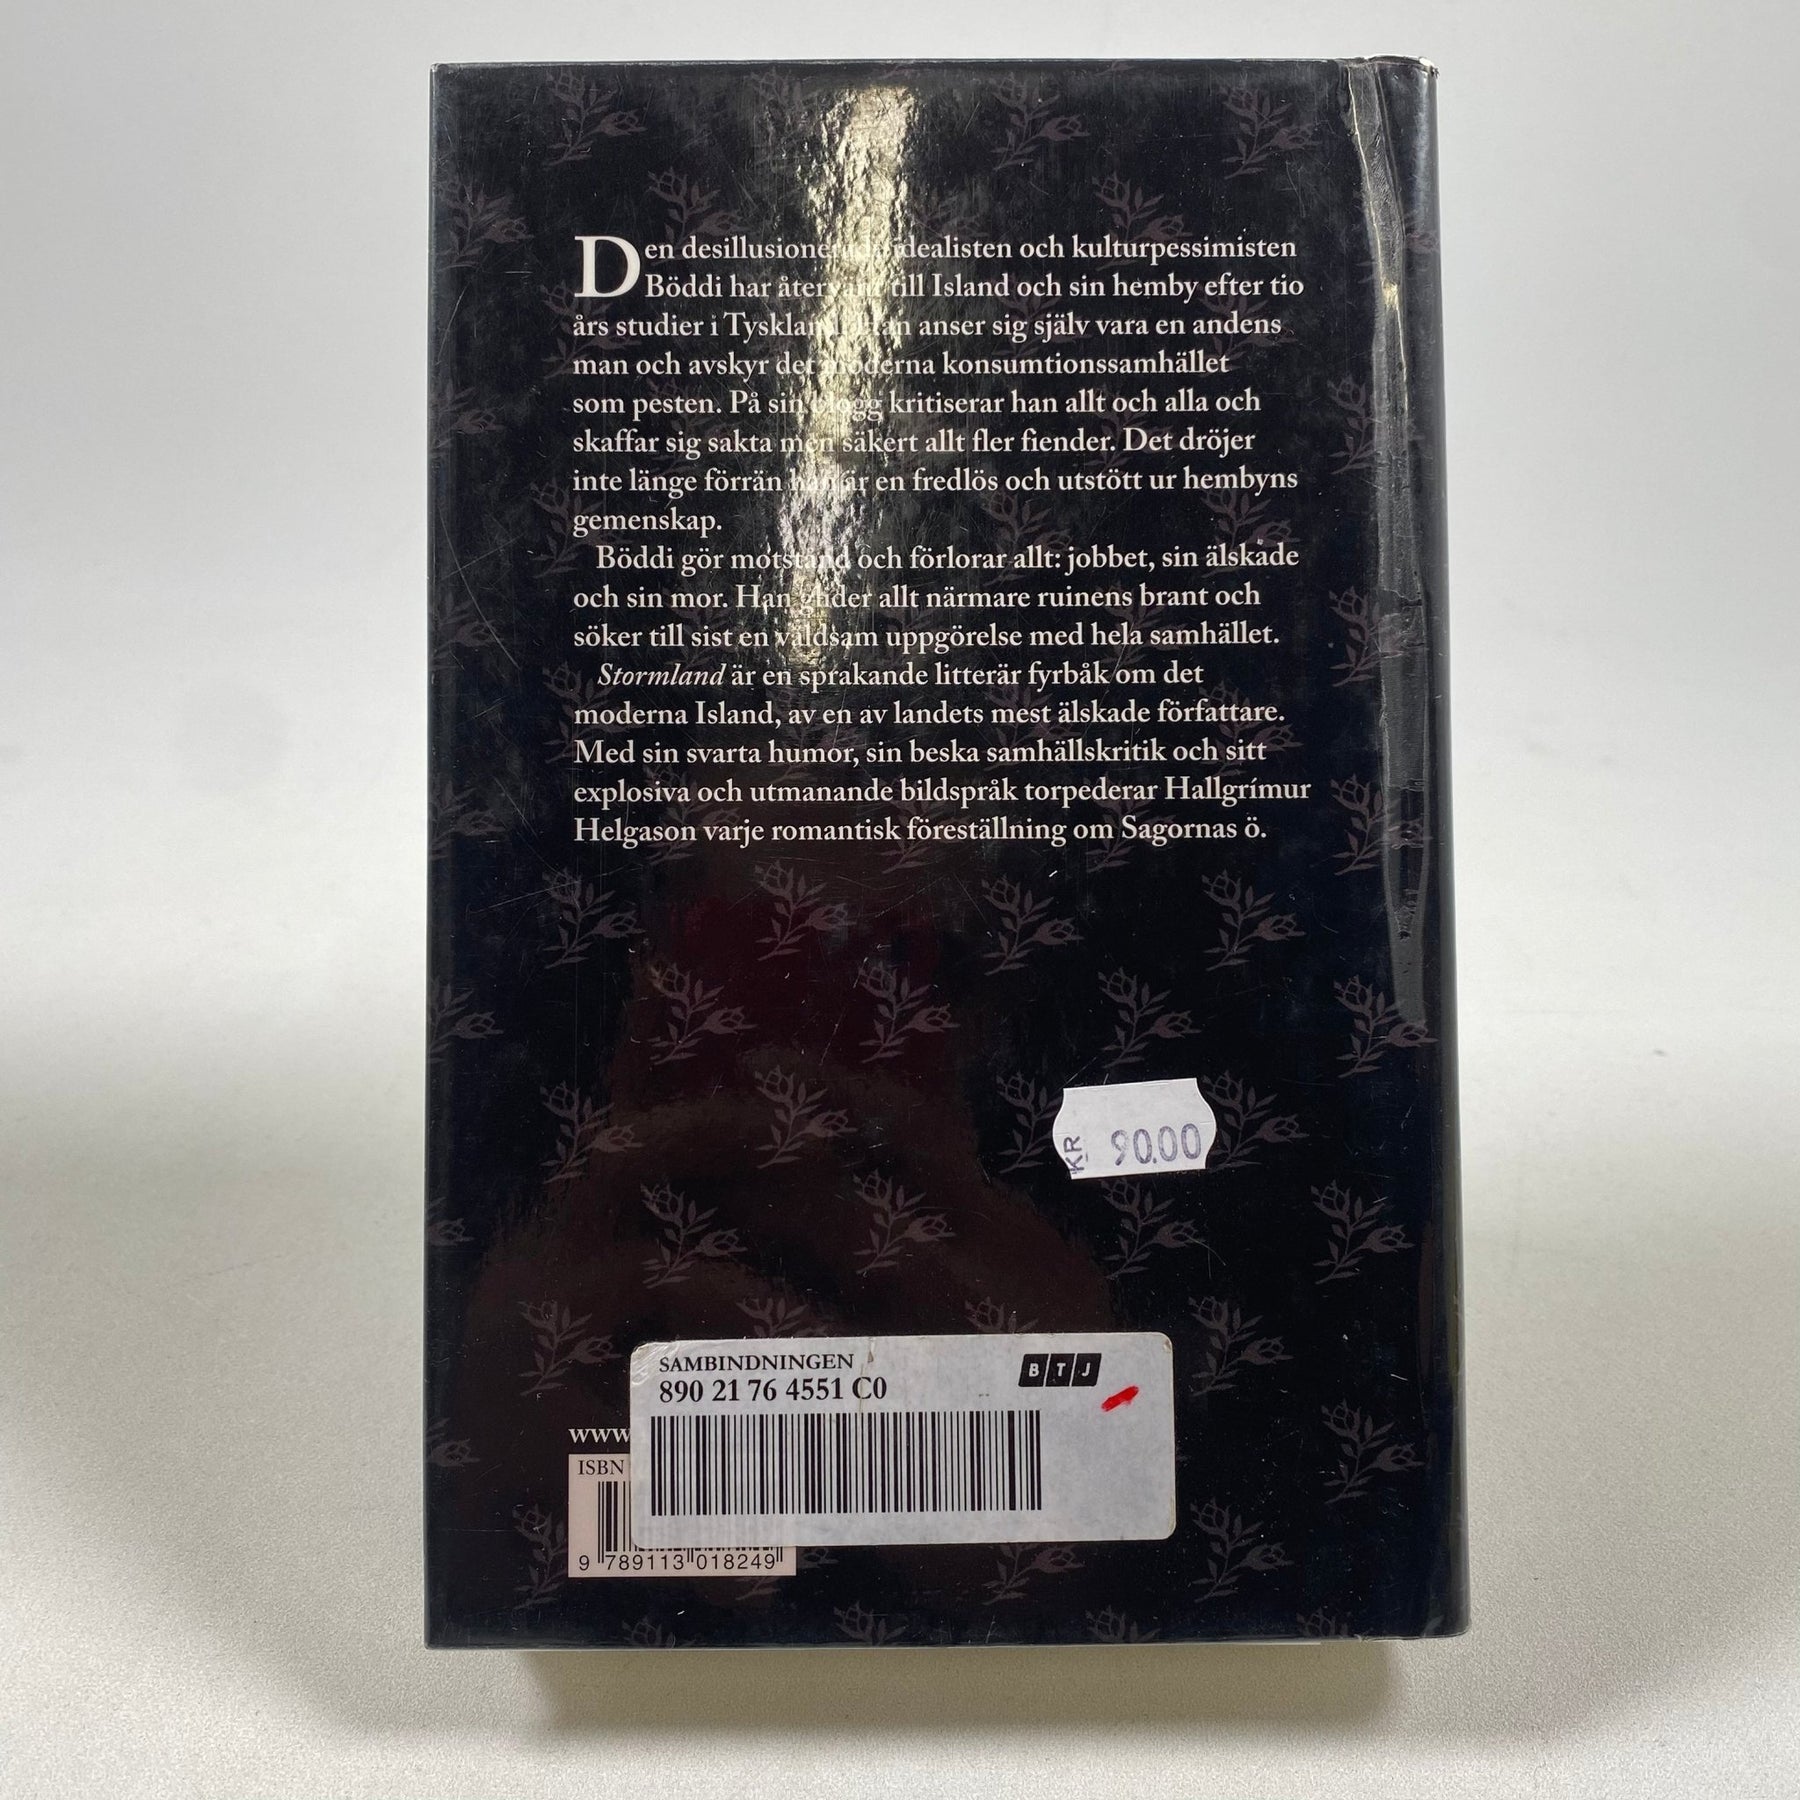 Den desillusionerade idealisten och kulturpessimisten
Böddi har återvänt till Island och sin hemby efter tio
års studier i Tyskland. Han anser sig själv vara en andens
man och avskyr det moderna konsumtionssamhället
som pesten. På sin blogg kritiserar han allt och alla och
skaffar sig sakta men säkert allt fler fiender. Det dröjer
inte länge förrän han är en fredlös och utstött ur hembyns
gemenskap.
Böddi gör motstånd och förlorar allt: jobbet, sin älskade
och sin mor. Han glider allt närmare ruinens brant och
söker till sist en våldsam uppgörelse med hela samhället.
Stormland är en sprakande litterär fyrbåk om det
moderna Island, av en av landets mest älskade författare.
Med sin svarta humor, sin beska samhällskritik och sitt
explosiva och utmanande bildspråk torpederar Hallgrímur
Helgason varje romantisk föreställning om Sagornas ö.
KR 90.00
SAMBINDNINGEN
BTJ
890 21 76 4551 C0
www
ISBN
9 789113 018249